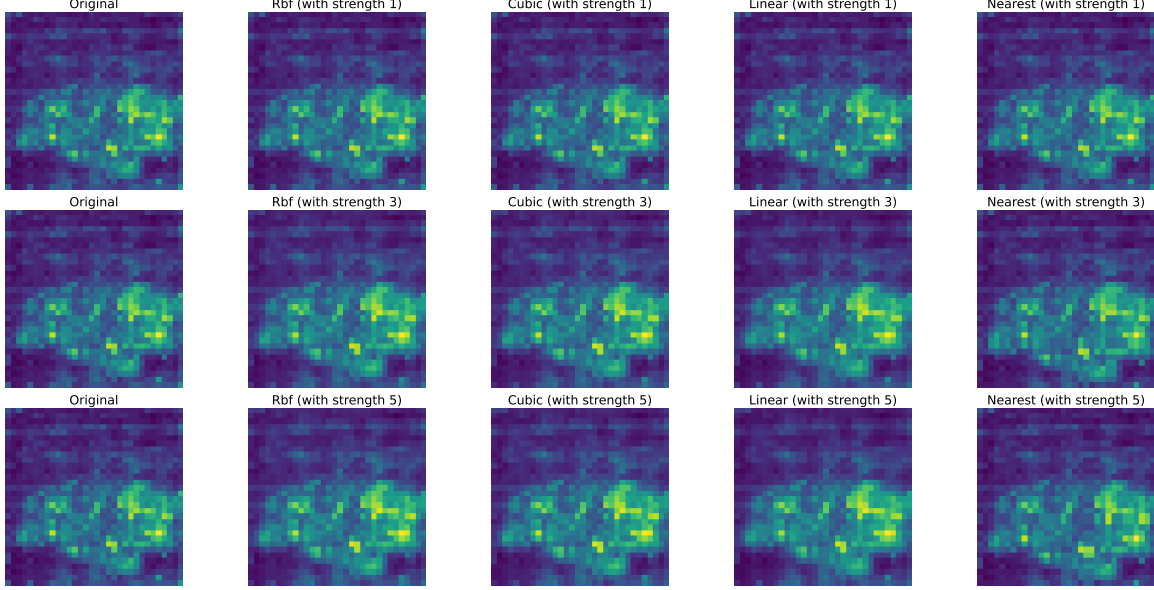 Original
Rbf (with strength 1)
Cubic (with strength 1)
Linear (with strength 1)
Nearest (with strength 1)
Original
Rbf (with strength 3)
Cubic (with strength 3)
Linear (with strength 3)
Nearest (with strength 3)
Original
Rbf (with strength 5)
Cubic (with strength 5)
Linear (with strength 5)
Nearest (with strength 5)